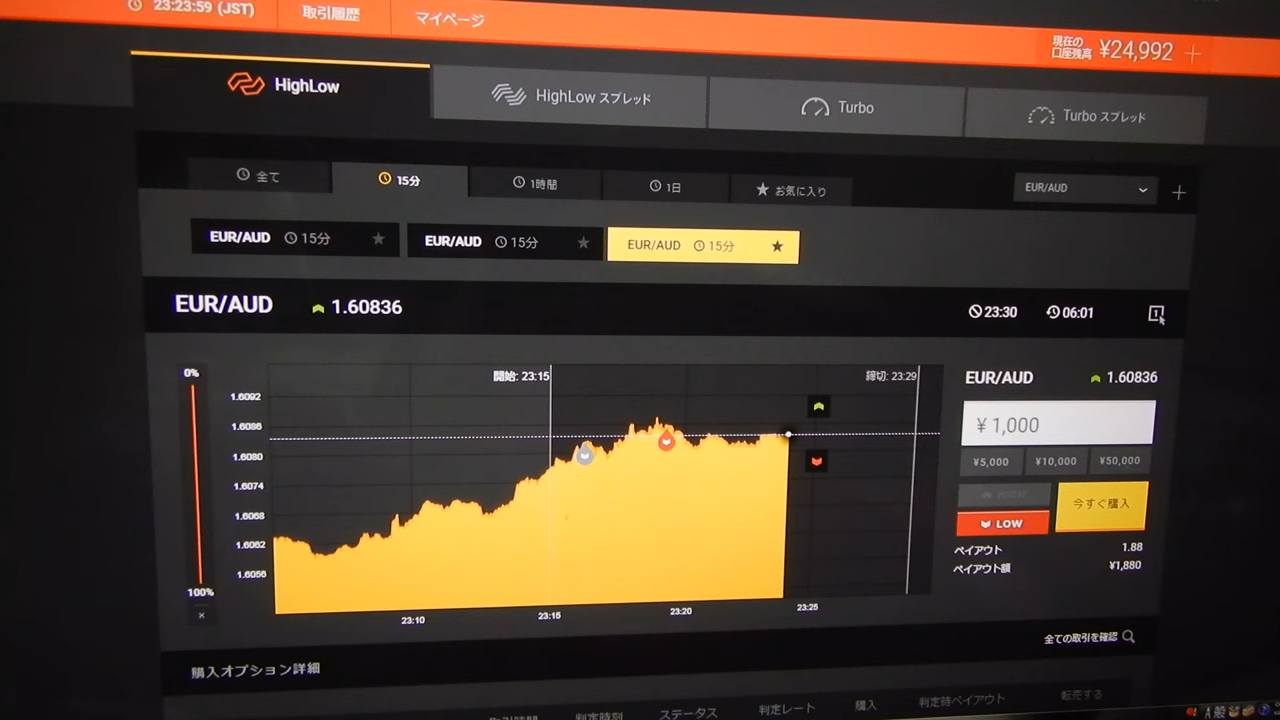 23:23:59 (JST) 取引履歴 マイページ
現在の
口座残高 ¥24,992 +
HighLow HighLow スプレッド Turbo Turbo スプレッド
全て 15分 1時間 1日 お気に入り EUR/AUD +
EUR/AUD 15分 EUR/AUD 15分 EUR/AUD 15分
EUR/AUD 1.60836 23:30 06:01 1
0% 開始: 23:15 締切: 23:29 EUR/AUD 1.60836
1.6092
1.6086 ¥ 1,000
1.6080 ¥5,000 ¥10,000 ¥50,000
1.6074
HIGH 今すぐ購入
1.6068
LOW
1.6062 ペイアウト 1.88
1.6056 ペイアウト額 ¥1,880
100%
×
23:10 23:15 23:20 23:25
全ての取引を確認
購入オプション詳細
取引時間 判定時刻 ステータス 判定レート 購入 判定時ペイアウト 転売する